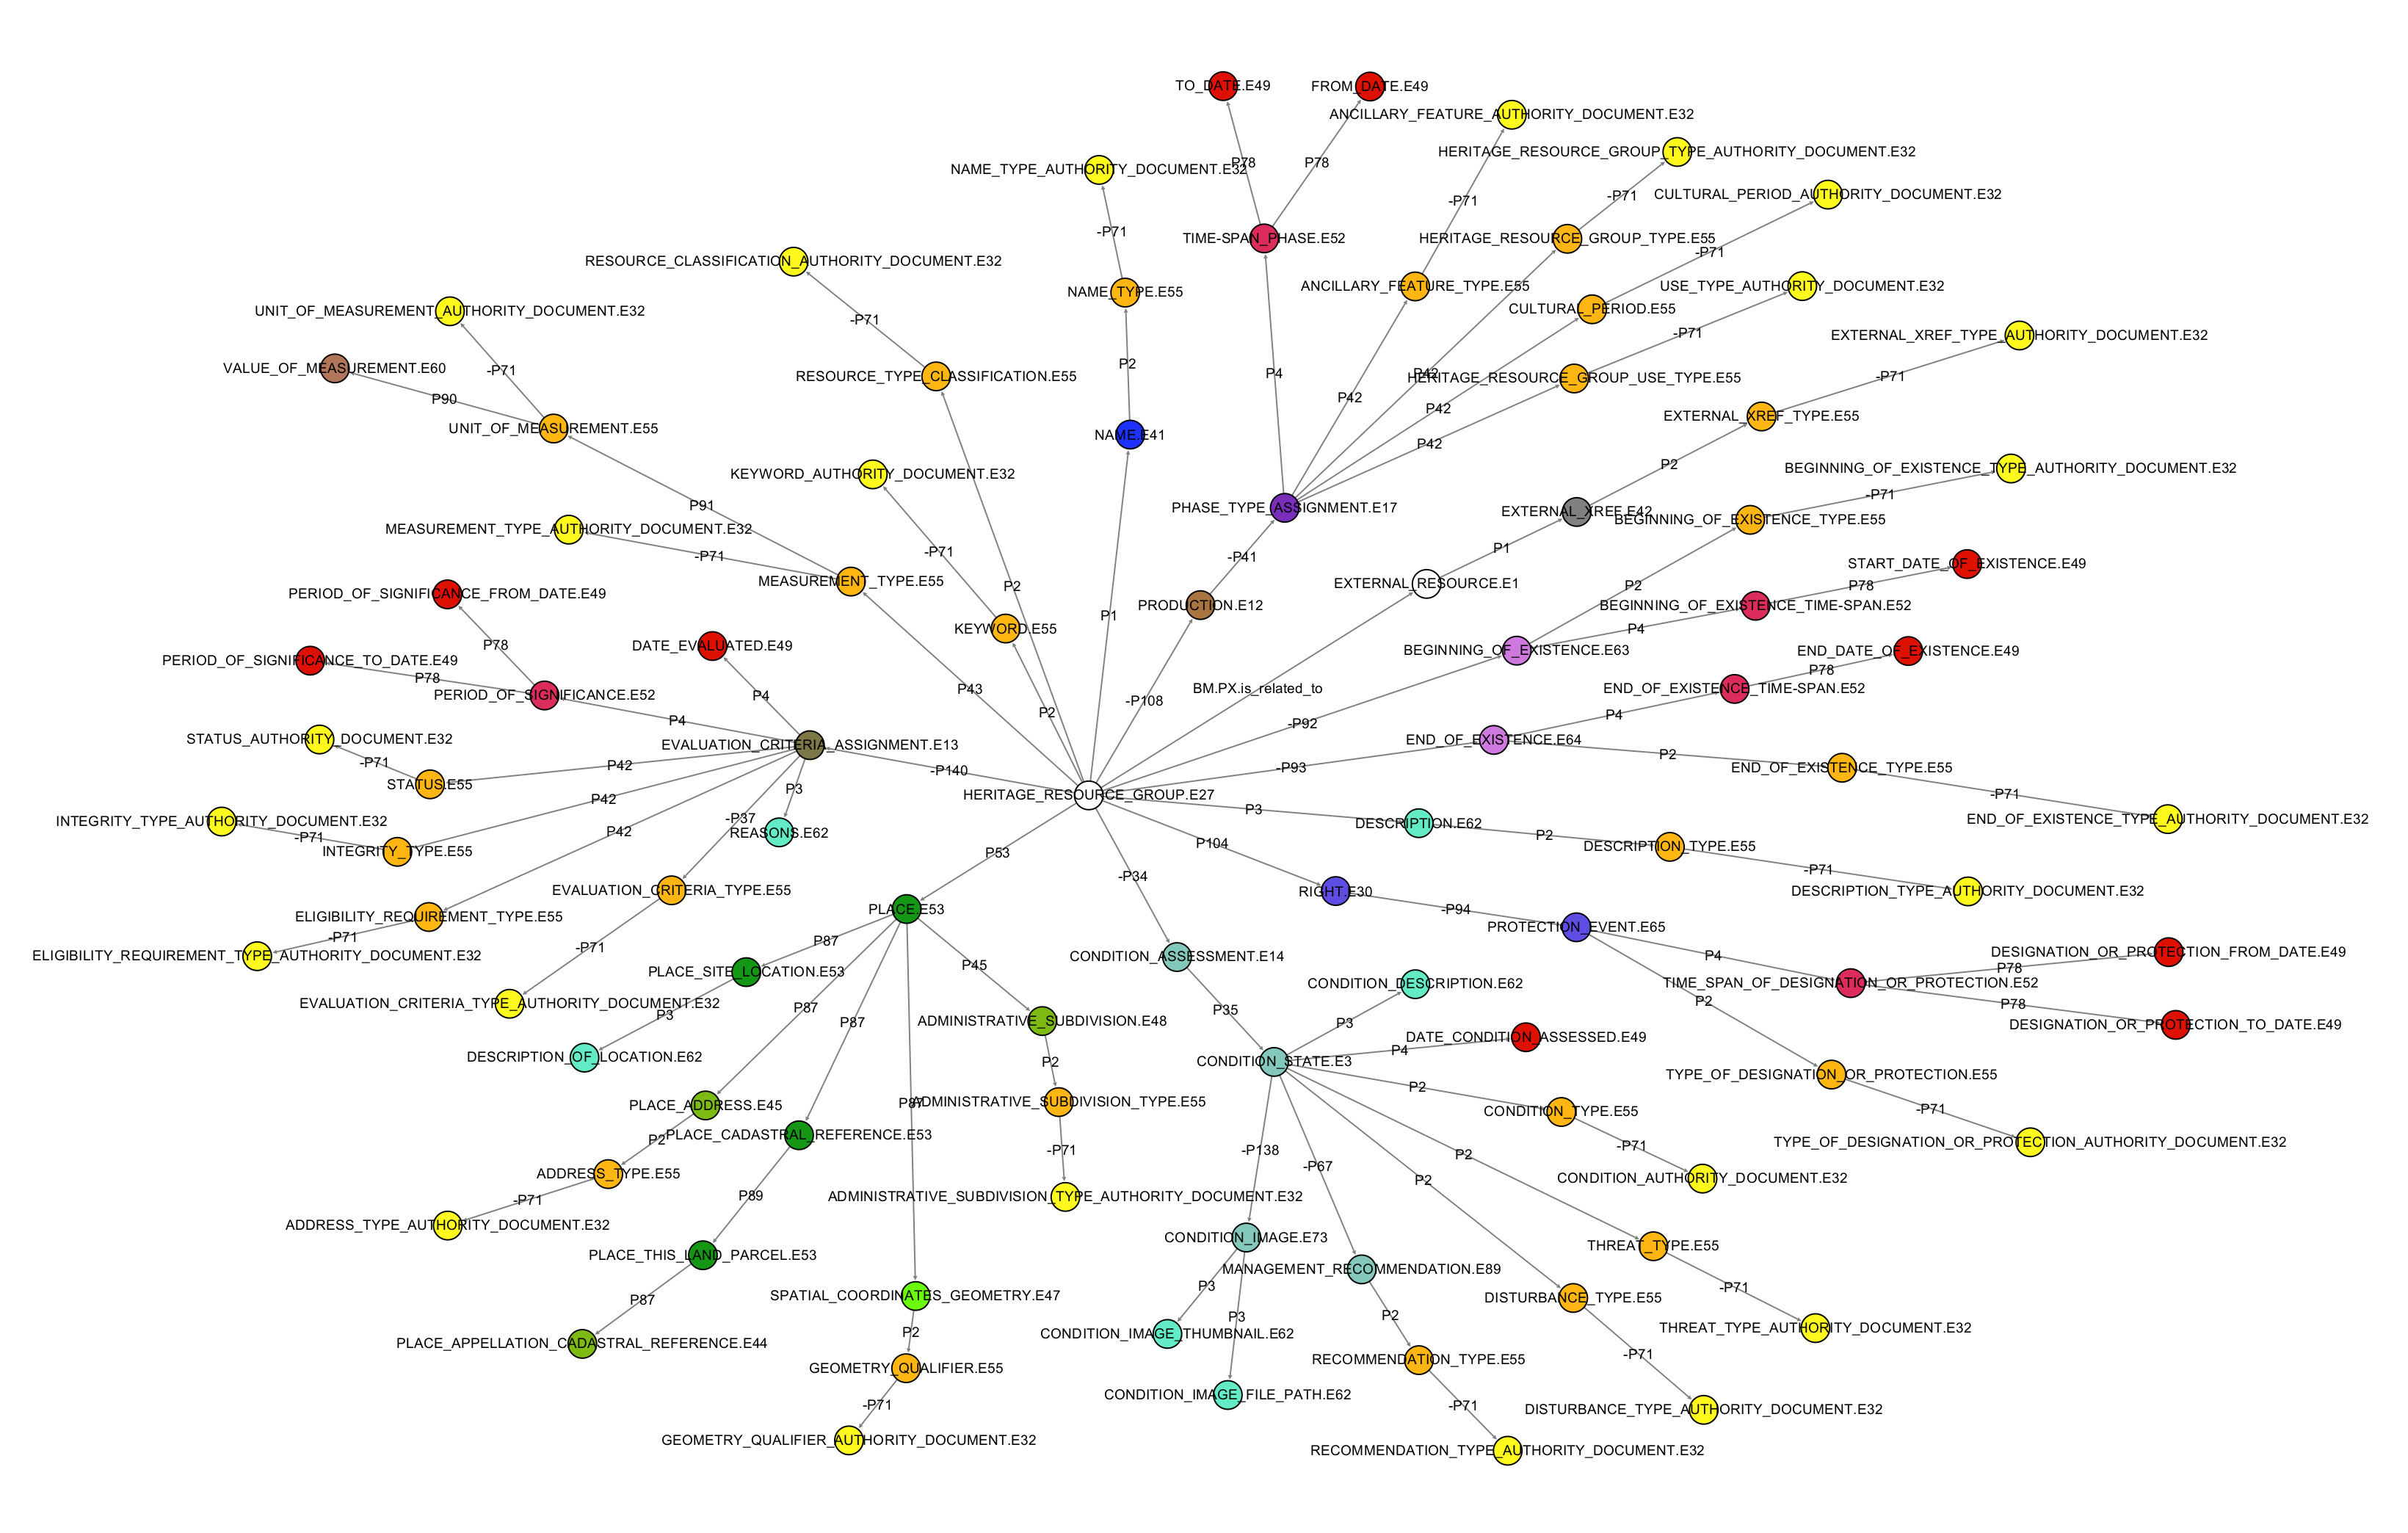 TO_DATE.E49
FROM_DATE.E49
ANCILLARY_FEATURE_AUTHORITY_DOCUMENT.E32
HERITAGE_RESOURCE_GROUP_TYPE_AUTHORITY_DOCUMENT.E32
P78
P78
NAME_TYPE_AUTHORITY_DOCUMENT.E32
CULTURAL_PERIOD_AUTHORITY_DOCUMENT.E32
-P71
-P71
-P71
TIME-SPAN_PHASE.E52
HERITAGE_RESOURCE_GROUP_TYPE.E55
-P71
RESOURCE_CLASSIFICATION_AUTHORITY_DOCUMENT.E32
NAME_TYPE.E55
ANCILLARY_FEATURE_TYPE.E55
USE_TYPE_AUTHORITY_DOCUMENT.E32
UNIT_OF_MEASUREMENT_AUTHORITY_DOCUMENT.E32
CULTURAL_PERIOD.E55
-P71
-P71
EXTERNAL_XREF_TYPE_AUTHORITY_DOCUMENT.E32
VALUE_OF_MEASUREMENT.E60
-P71
RESOURCE_TYPE_CLASSIFICATION.E55
P2
P4
P42
HERITAGE_RESOURCE_GROUP_USE_TYPE.E55
-P71
P90
P42
P42
UNIT_OF_MEASUREMENT.E55
NAME.E41
P42
EXTERNAL_XREF_TYPE.E55
KEYWORD_AUTHORITY_DOCUMENT.E32
P2
BEGINNING_OF_EXISTENCE_TYPE_AUTHORITY_DOCUMENT.E32
P91
PHASE_TYPE_ASSIGNMENT.E17
EXTERNAL_XREF.E42
-P71
MEASUREMENT_TYPE_AUTHORITY_DOCUMENT.E32
BEGINNING_OF_EXISTENCE_TYPE.E55
-P71
-P71
-P41
P1
START_DATE_OF_EXISTENCE.E49
MEASUREMENT_TYPE.E55
P2
EXTERNAL_RESOURCE.E1
P2
P78
PERIOD_OF_SIGNIFICANCE_FROM_DATE.E49
P1
PRODUCTION.E12
BEGINNING_OF_EXISTENCE_TIME-SPAN.E52
KEYWORD.E55
P4
P78
DATE_EVALUATED.E49
BEGINNING_OF_EXISTENCE.E63
END_DATE_OF_EXISTENCE.E49
PERIOD_OF_SIGNIFICANCE_TO_DATE.E49
P78
P78
PERIOD_OF_SIGNIFICANCE.E52
P4
P43
-P108
BM.PX.is_related_to
END_OF_EXISTENCE_TIME-SPAN.E52
P4
P2
-P92
P4
STATUS_AUTHORITY_DOCUMENT.E32
EVALUATION_CRITERIA_ASSIGNMENT.E13
END_OF_EXISTENCE.E64
-P71
P42
-P140
-P93
P2
END_OF_EXISTENCE_TYPE.E55
STATUS.E55
P42
P3
HERITAGE_RESOURCE_GROUP.E27
-P71
INTEGRITY_TYPE_AUTHORITY_DOCUMENT.E32
P42
-P37
REASONS.E62
P3
DESCRIPTION.E62
END_OF_EXISTENCE_TYPE_AUTHORITY_DOCUMENT.E32
-P71
INTEGRITY_TYPE.E55
P53
P104
P2
DESCRIPTION_TYPE.E55
-P34
-P71
EVALUATION_CRITERIA_TYPE.E55
RIGHT.E30
DESCRIPTION_TYPE_AUTHORITY_DOCUMENT.E32
ELIGIBILITY_REQUIREMENT_TYPE.E55
PLACE.E53
-P94
PROTECTION_EVENT.E65
-P71
-P71
P87
ELIGIBILITY_REQUIREMENT_TYPE_AUTHORITY_DOCUMENT.E32
CONDITION_ASSESSMENT.E14
P4
DESIGNATION_OR_PROTECTION_FROM_DATE.E49
PLACE_SITE_LOCATION.E53
P45
P78
CONDITION_DESCRIPTION.E62
TIME_SPAN_OF_DESIGNATION_OR_PROTECTION.E52
EVALUATION_CRITERIA_TYPE_AUTHORITY_DOCUMENT.E32
P87
P35
P2
P78
P3
P87
ADMINISTRATIVE_SUBDIVISION.E48
P3
DESIGNATION_OR_PROTECTION_TO_DATE.E49
DATE_CONDITION_ASSESSED.E49
DESCRIPTION_OF_LOCATION.E62
P2
CONDITION_STATE.E3
P4
TYPE_OF_DESIGNATION_OR_PROTECTION.E55
P2
PLACE_ADDRESS.E45
P87
ADMINISTRATIVE_SUBDIVISION_TYPE.E55
CONDITION_TYPE.E55
-P71
P2
PLACE_CADASTRAL_REFERENCE.E53
-P71
-P138
P2
-P71
TYPE_OF_DESIGNATION_OR_PROTECTION_AUTHORITY_DOCUMENT.E32
ADDRESS_TYPE.E55
-P67
P2
CONDITION_AUTHORITY_DOCUMENT.E32
-P71
P89
ADMINISTRATIVE_SUBDIVISION_TYPE_AUTHORITY_DOCUMENT.E32
ADDRESS_TYPE_AUTHORITY_DOCUMENT.E32
CONDITION_IMAGE.E73
THREAT_TYPE.E55
PLACE_THIS_LAND_PARCEL.E53
MANAGEMENT_RECOMMENDATION.E89
P87
SPATIAL_COORDINATES_GEOMETRY.E47
P3
-P71
DISTURBANCE_TYPE.E55
P3
P2
PLACE_APPELLATION_CADASTRAL_REFERENCE.E44
P2
CONDITION_IMAGE_THUMBNAIL.E62
THREAT_TYPE_AUTHORITY_DOCUMENT.E32
GEOMETRY_QUALIFIER.E55
RECOMMENDATION_TYPE.E55
-P71
-P71
CONDITION_IMAGE_FILE_PATH.E62
-P71
DISTURBANCE_TYPE_AUTHORITY_DOCUMENT.E32
GEOMETRY_QUALIFIER_AUTHORITY_DOCUMENT.E32
RECOMMENDATION_TYPE_AUTHORITY_DOCUMENT.E32